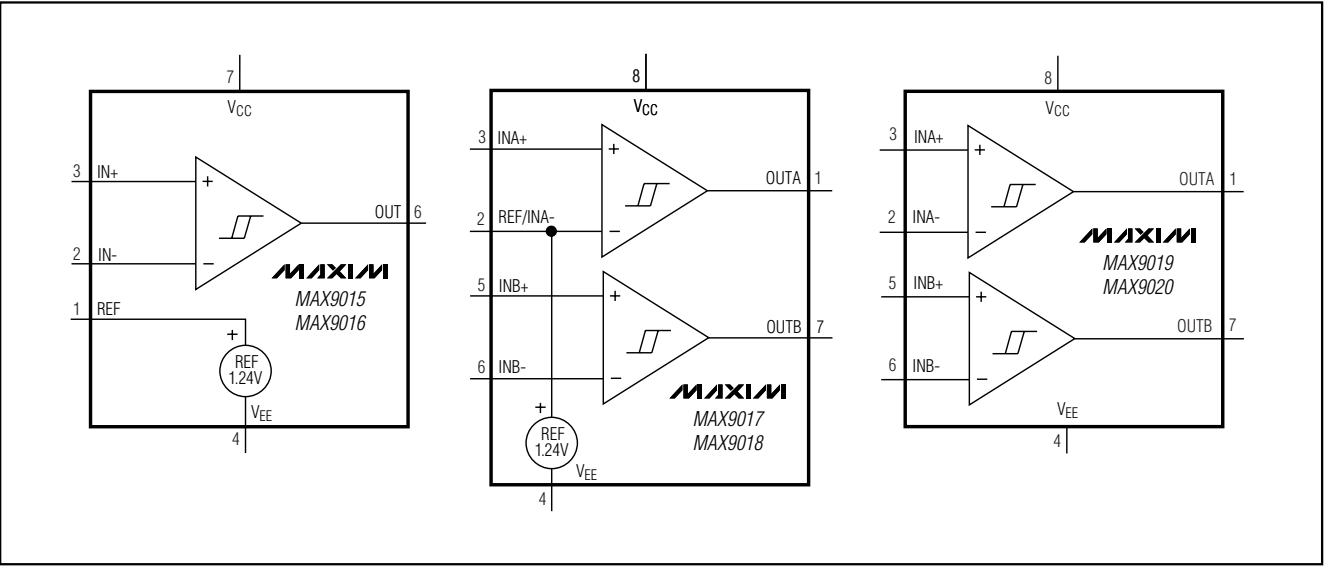 7
VCC
3 IN+
+
OUT 6
2 IN-
−
MAXIM
MAX9015
MAX9016
1 REF
+
REF
1.24V
VEE
4
8
VCC
3 INA+
+
OUTA 1
2 REF/INA-
−
5 INB+
+
OUTB 7
6 INB-
−
MAXIM
MAX9017
MAX9018
+
REF
1.24V
VEE
4
8
VCC
3 INA+
+
OUTA 1
2 INA-
−
MAXIM
MAX9019
MAX9020
5 INB+
+
OUTB 7
6 INB-
−
VEE
4